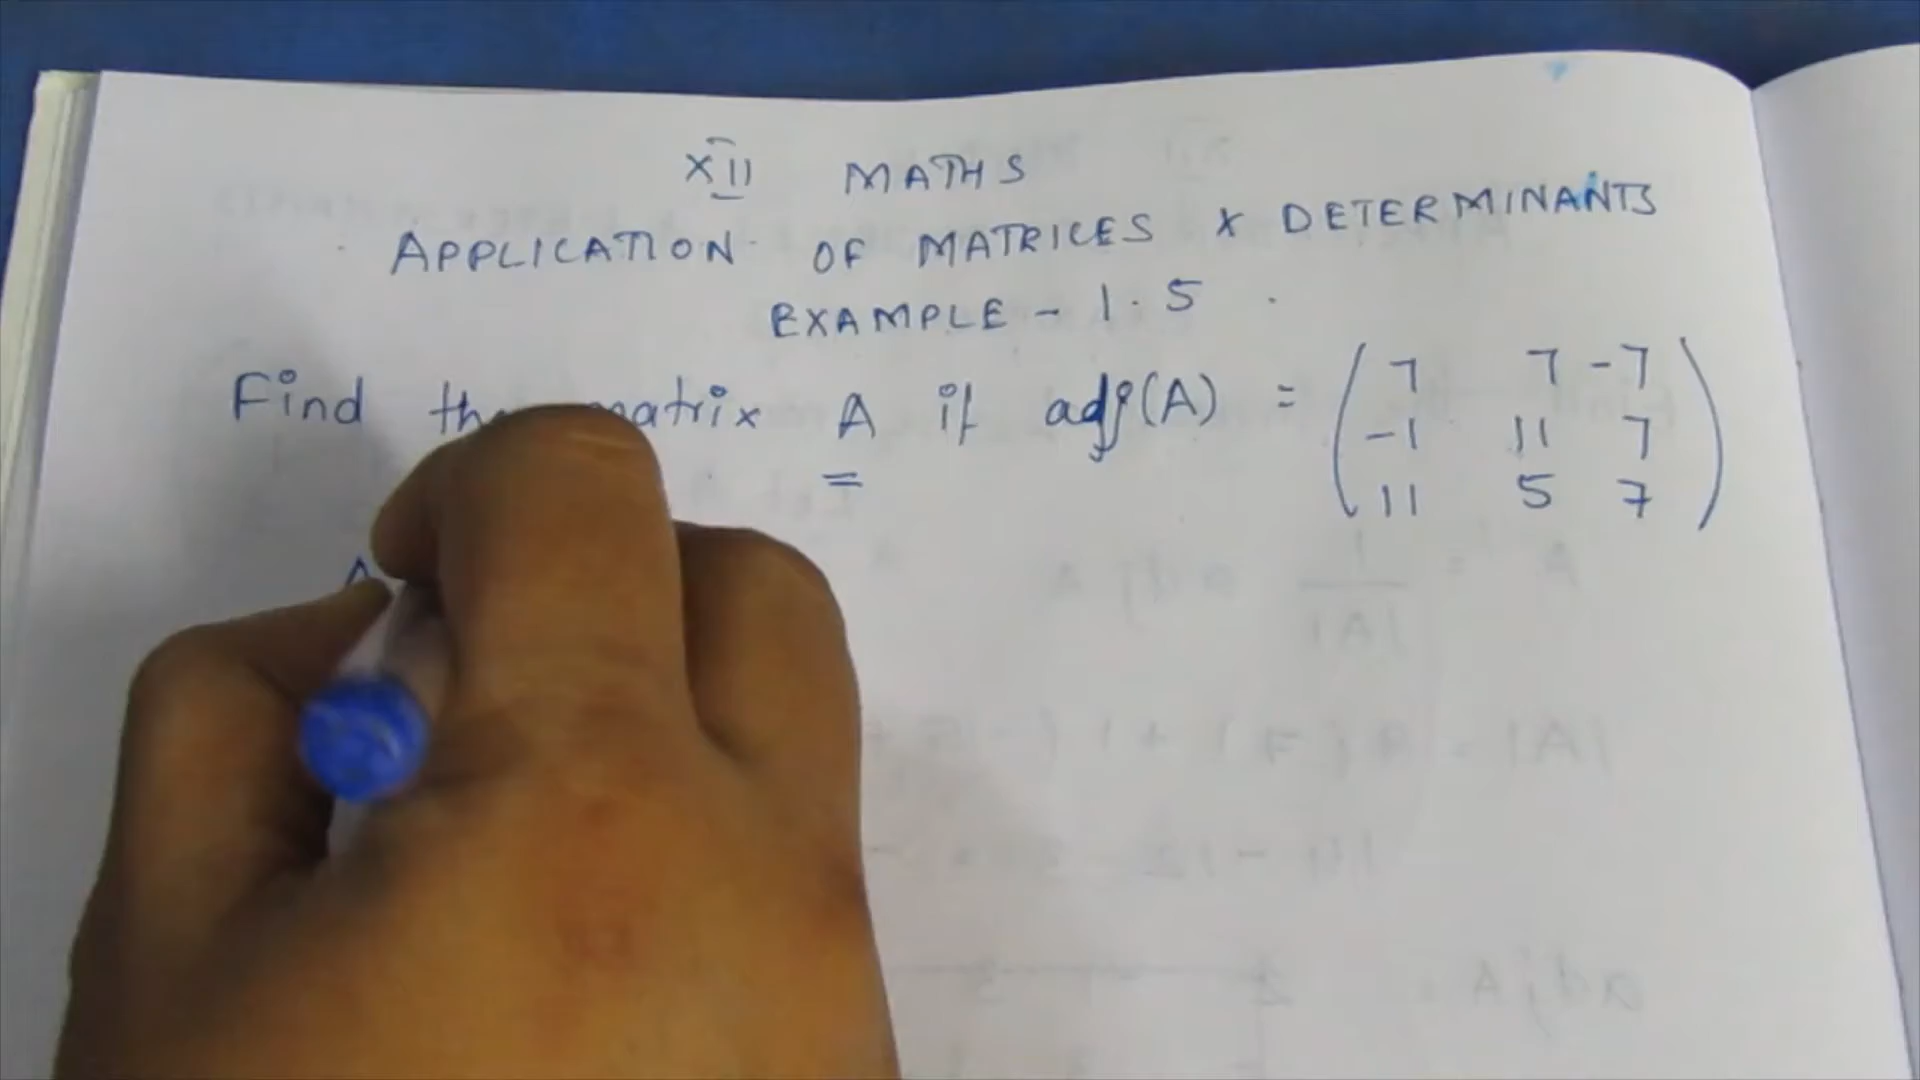 XII MATHS
APPLICATION OF MATRICES & DETERMINANTS
EXAMPLE - 1.5
Find matrix A if adj(A) = ( 7 7 -7
-1 11 7
11 5 7 )